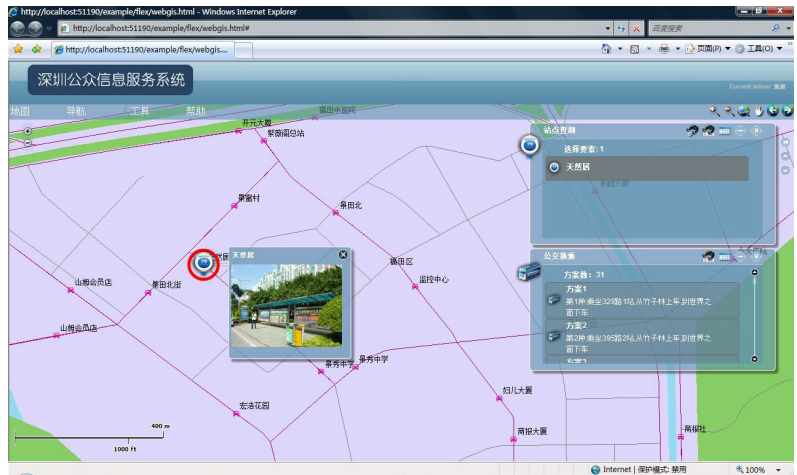 http://localhost:51190/example/flex/webgis.html - Windows Internet Explorer
http://localhost:51190/example/flex/webgis.html#
百度搜索
http://localhost:51190/example/flex/webgis...
页面(P)
工具(O)
深圳公众信息服务系统
Current Action:
地图 导航 工具 帮助
福田中医院
开元大厦
紫薇阁总站
站点查询
选择要素:1
天然居
景蜜村
景田北
天然居
福田区
监控中心
山姆会员店
景田北街
山姆会员店
公交换乘
方案数：31
方案1
第1种:乘坐329路1站,从竹子林上车,到世界之
窗下车
方案2
第2种:乘坐395路2站,从竹子林上车,到世界之
窗下车
方案3
景秀中学
景秀中学
妇儿大厦
宏浩花园
商报大厦
商报社
400 m
1000 ft
Internet | 保护模式: 禁用
100%